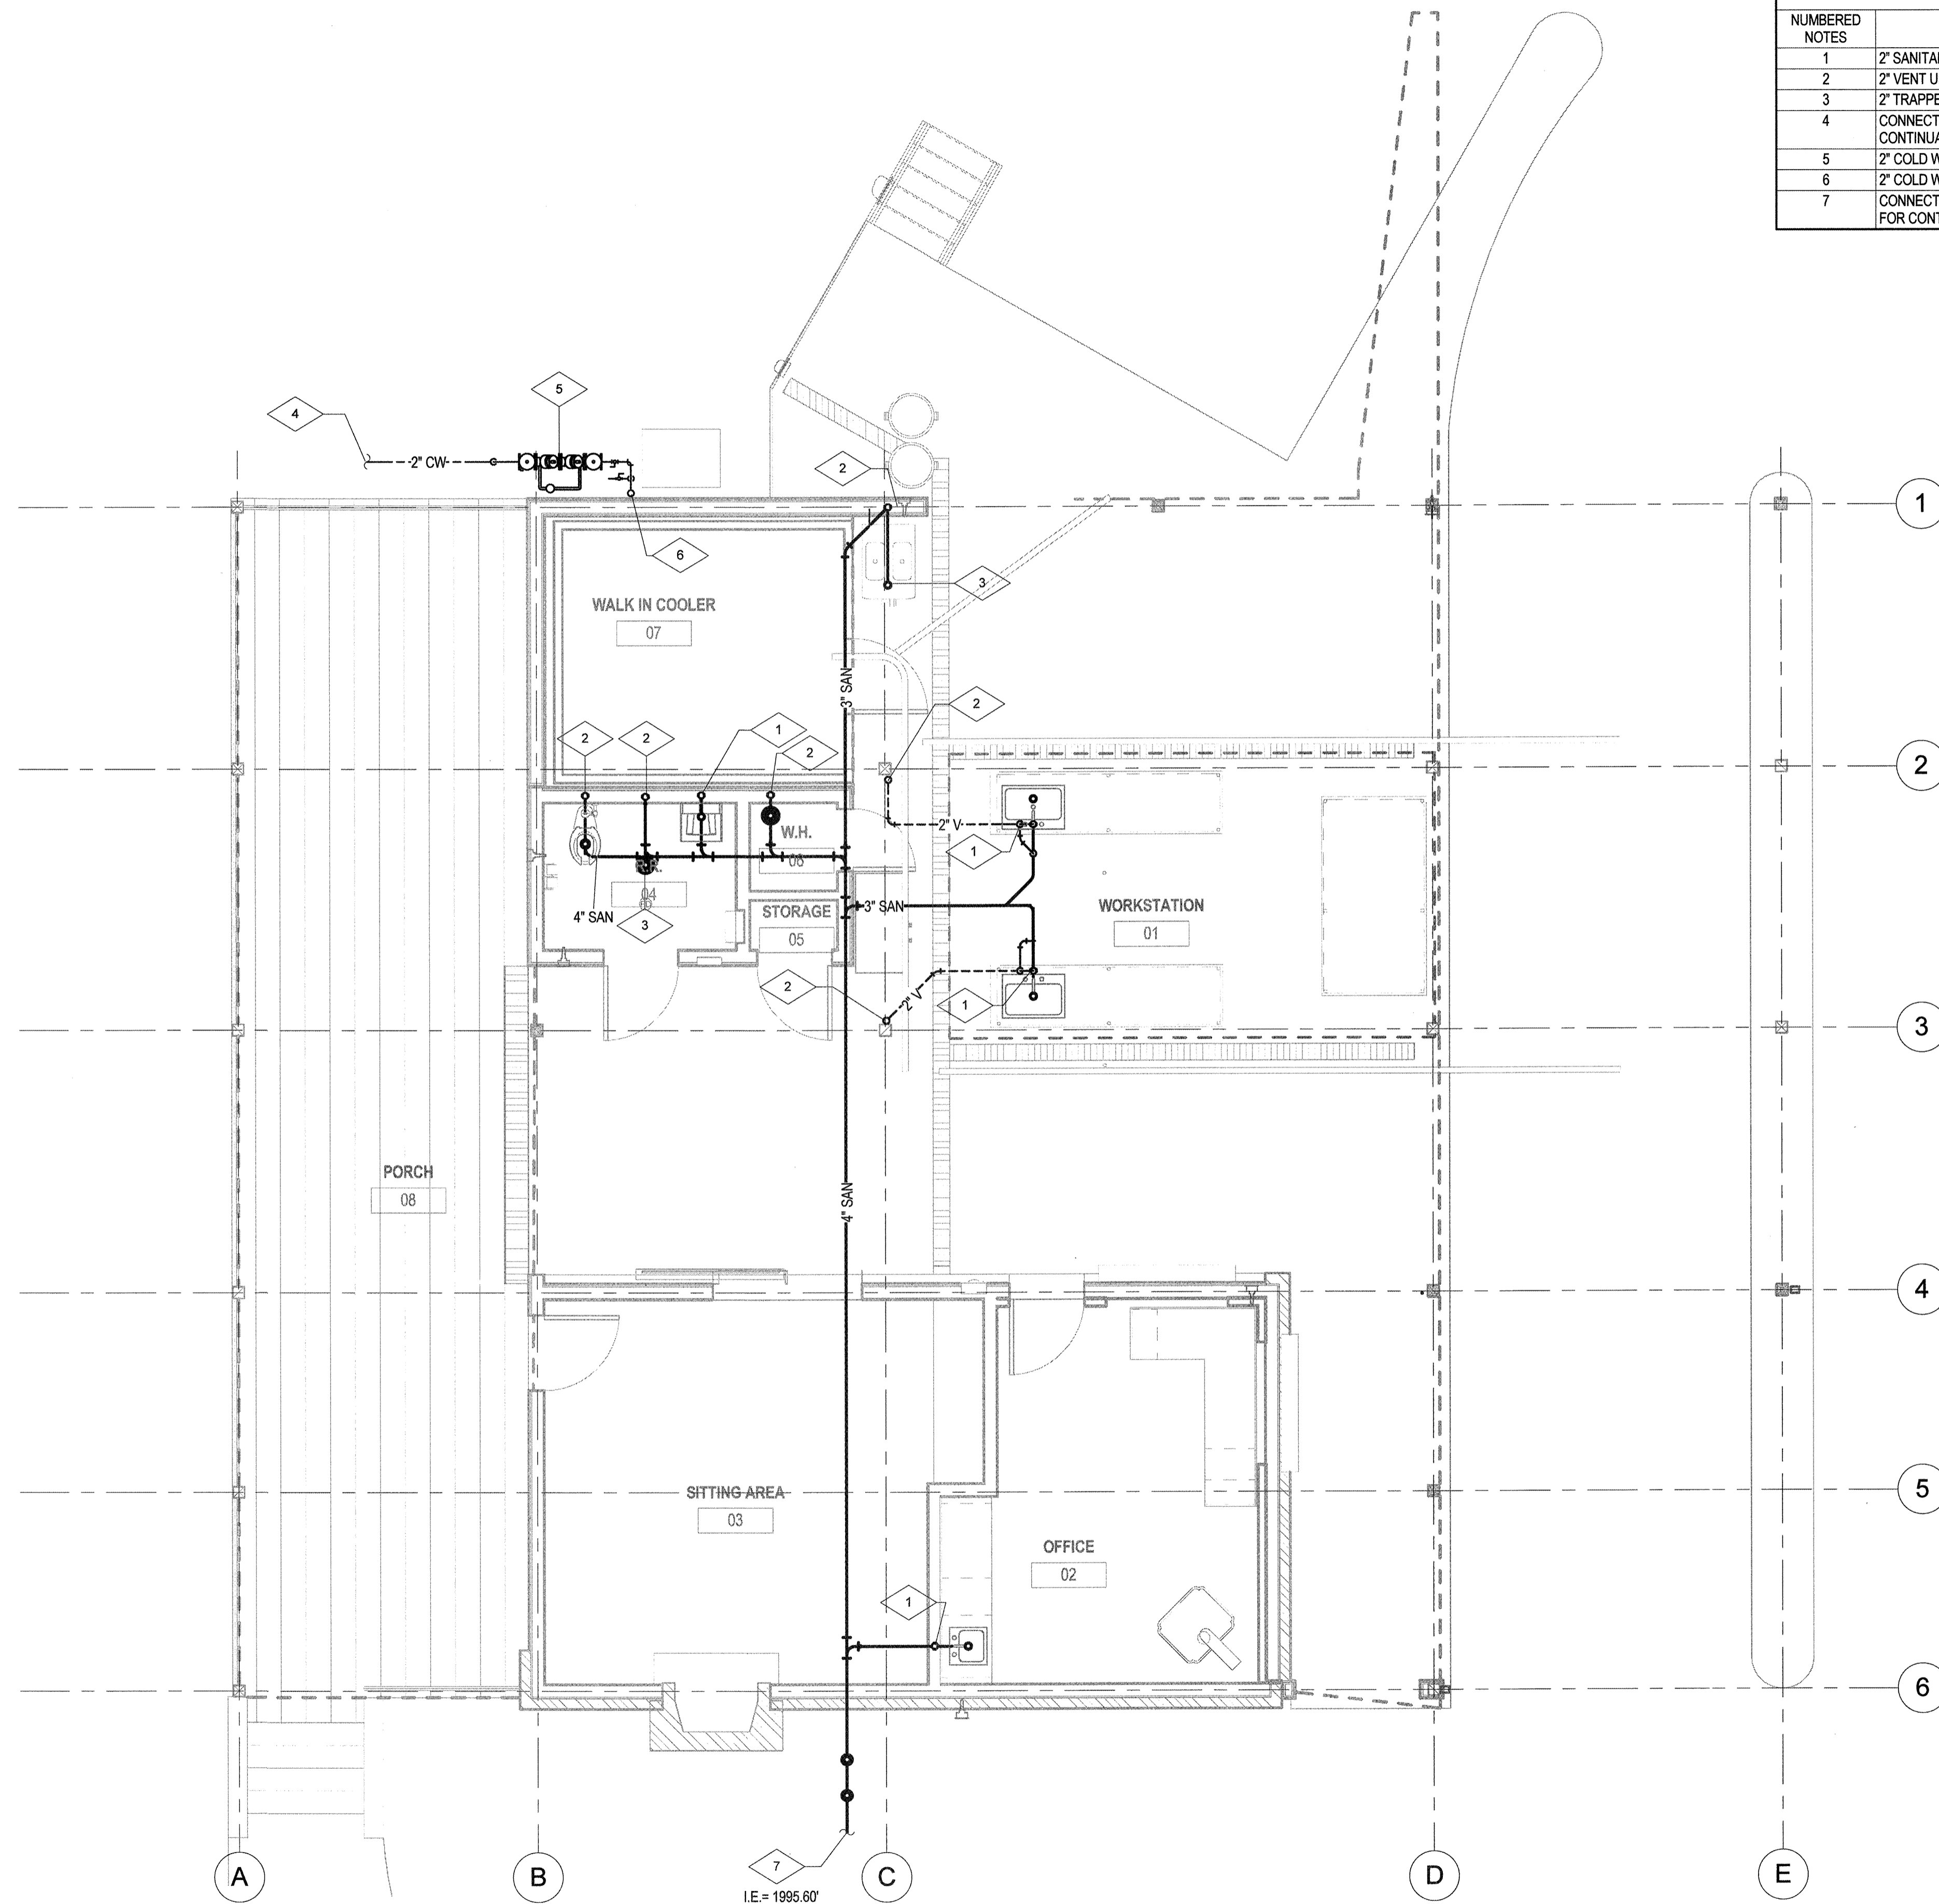 NUMBERED
NOTES
1 2" SANITA
2 2" VENT U
3 2" TRAPPE
4 CONNECT
CONTINUA
5 2" COLD W
6 2" COLD W
7 CONNECT
FOR CONT
5
4
2" CW
2
1
6
3
WALK IN COOLER
07
3" SAN
2
2
2
1
2
2
W.H.
06
2" V
1
04
4" SAN
3
STORAGE
05
3" SAN
WORKSTATION
01
2
2" V
1
3
PORCH
08
4" SAN
4
SITTING AREA
03
5
OFFICE
02
1
6
A
B
C
D
E
7
I.E.= 1995.60'